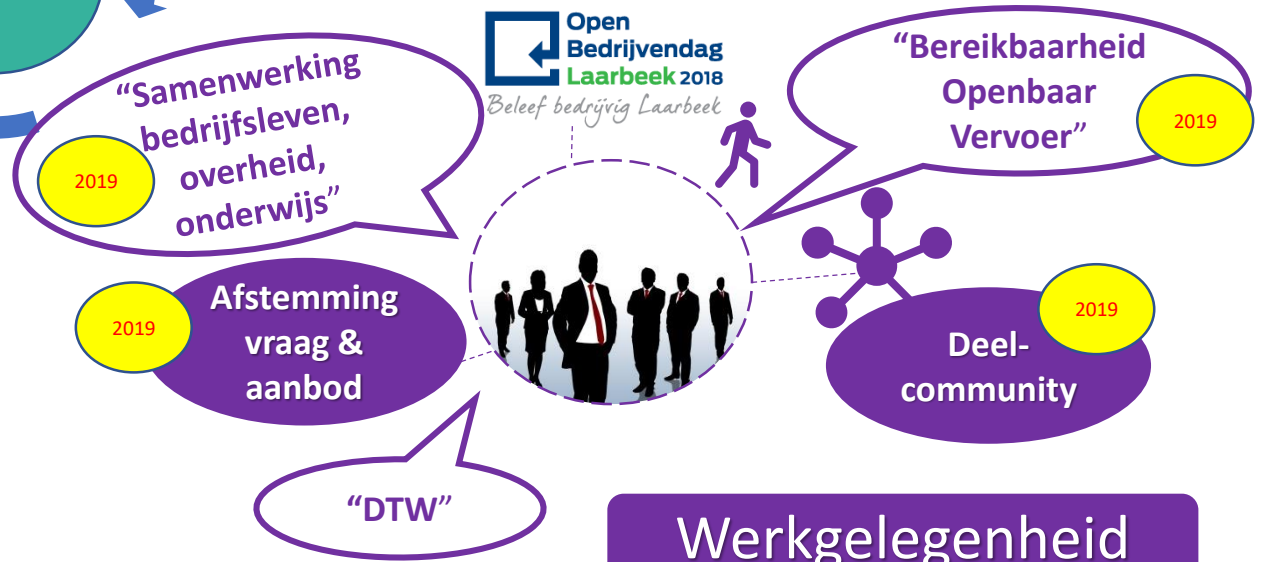 Open
Bedrijvendag
Laarbeek 2018
Beleef bedrijvig Laarbeek
“Samenwerking
bedrijfsleven,
overheid,
onderwijs”
2019
“Bereikbaarheid
Openbaar
Vervoer”
2019
Afstemming
vraag &
aanbod
2019
Deel-
community
2019
“DTW”
Werkgelegenheid